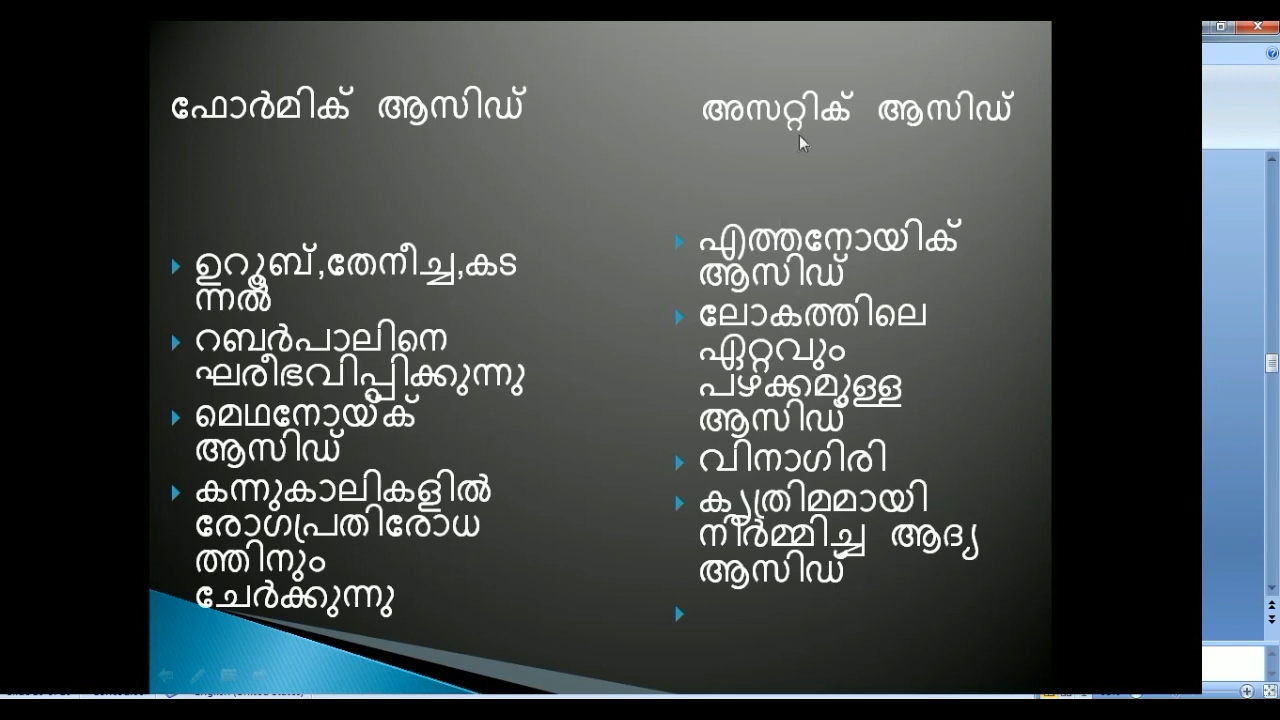 ഫോർമിക് ആസിഡ്
ഉറൂബ്,തേനീച്ച,കട
ന്നൽ
റബർപാലിനെ
ഘരീഭവിപ്പിക്കുന്നു
മെഥനോയ്ക്
ആസിഡ്
കന്നുകാലികളിൽ
രോഗപ്രതിരോധ
ത്തിനും
ചേർക്കുന്നു
അസറ്റിക് ആസിഡ്
എത്തനോയിക്
ആസിഡ്
ലോകത്തിലെ
ഏറ്റവും
പഴക്കമുള്ള
ആസിഡ്
വിനാഗിരി
കൃത്രിമമായി
നിർമ്മിച്ച ആദ്യ
ആസിഡ്